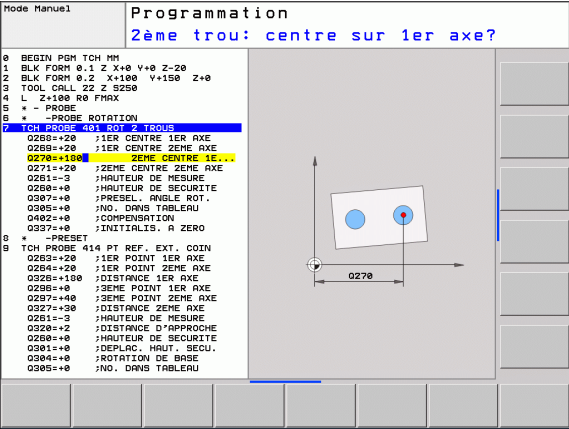 Mode Manuel
Programmation
2ème trou: centre sur 1er axe?
0 BEGIN PGM TCH MM
1 BLK FORM 0.1 Z X+0 Y+0 Z-20
2 BLK FORM 0.2 X+100 Y+150 Z+0
3 TOOL CALL 22 Z S250
4 L Z+100 R0 FMAX
5 * - PROBE
6 * -PROBE ROTATION
7 TCH PROBE 401 ROT 2 TROUS
Q268=+20 ;1ER CENTRE 1ER AXE
Q269=+20 ;1ER CENTRE 2EME AXE
Q270=+180 2EME CENTRE 1E...
Q271=+20 ;2EME CENTRE 2EME AXE
Q261=-3 ;HAUTEUR DE MESURE
Q260=+0 ;HAUTEUR DE SECURITE
Q307=+0 ;PRESEL. ANGLE ROT.
Q305=+0 ;NO. DANS TABLEAU
Q402=+0 ;COMPENSATION
Q337=+0 ;INITIALIS. A ZERO
8 * -PRESET
9 TCH PROBE 414 PT REF. EXT. COIN
Q263=+20 ;1ER POINT 1ER AXE
Q264=+20 ;1ER POINT 2EME AXE
Q326=+180 ;DISTANCE 1ER AXE
Q296=+0 ;3EME POINT 1ER AXE
Q297=+40 ;3EME POINT 2EME AXE
Q327=+30 ;DISTANCE 2EME AXE
Q261=-3 ;HAUTEUR DE MESURE
Q320=+2 ;DISTANCE D'APPROCHE
Q260=+0 ;HAUTEUR DE SECURITE
Q301=+0 ;DEPLAC. HAUT. SECU.
Q304=+0 ;ROTATION DE BASE
Q305=+0 ;NO. DANS TABLEAU
Q270